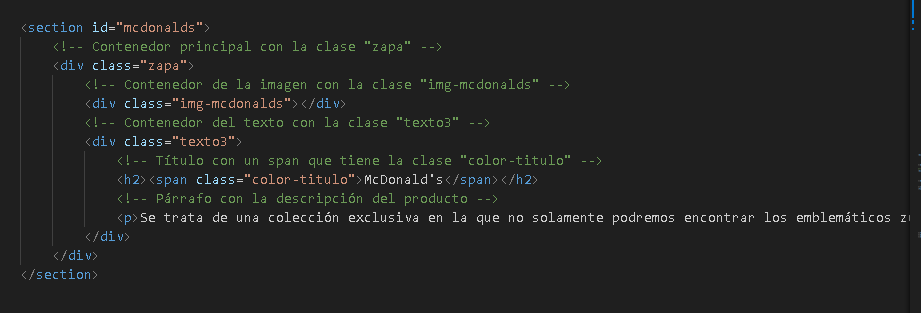 <section id="mcdonalds">
<!-- Contenedor principal con la clase "zapa" -->
<div class="zapa">
<!-- Contenedor de la imagen con la clase "img-mcdonalds" -->
<div class="img-mcdonalds"></div>
<!-- Contenedor del texto con la clase "texto3" -->
<div class="texto3">
<!-- Título con un span que tiene la clase "color-titulo" -->
<h2><span class="color-titulo">McDonald's</span></h2>
<!-- Párrafo con la descripción del producto -->
<p>Se trata de una colección exclusiva en la que no solamente podremos encontrar los emblemáticos
</div>
</div>
</section>